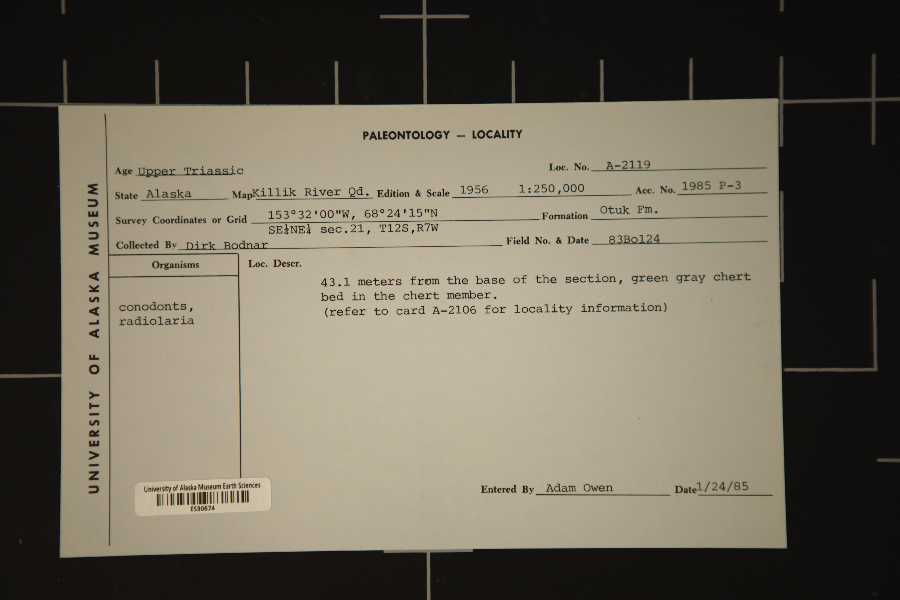 PALEONTOLOGY — LOCALITY
Age Upper Triassic Loc. No. A-2119
State Alaska Map Killik River Qd. Edition & Scale 1956 1:250,000 Acc. No. 1985 P-3
Survey Coordinates or Grid 153°32'00"W, 68°24'15"N Formation Otuk Fm.
SE¼NE¼ sec.21, T12S,R7W
Collected By Dirk Bodnar Field No. & Date 83Bo124
Organisms Loc. Descr.
43.1 meters from the base of the section, green gray chert
bed in the chert member.
(refer to card A-2106 for locality information)
conodonts,
radiolaria
UNIVERSITY OF ALASKA MUSEUM
University of Alaska Museum Earth Sciences
ES30674
Entered By Adam Owen Date 1/24/85